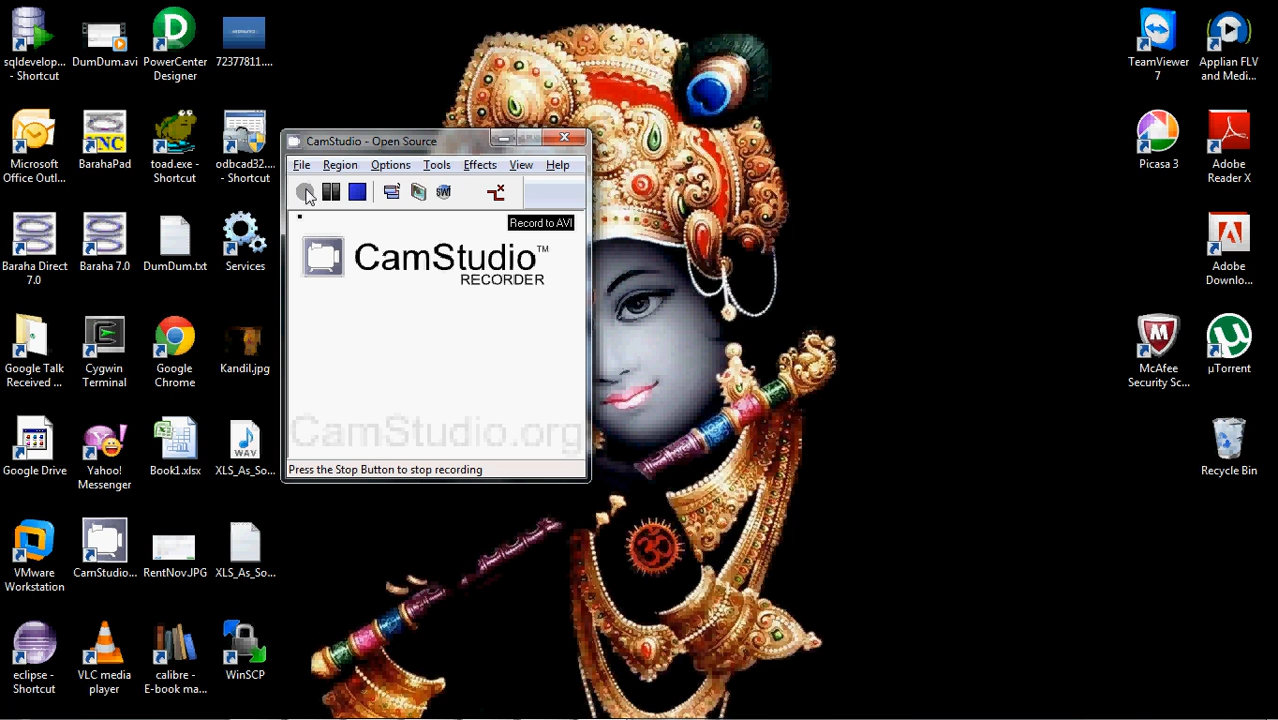 sqldevelop...
- Shortcut
DumDum.avi
PowerCenter
Designer
72377811....
Microsoft
Office Outl...
BarahaPad
toad.exe -
Shortcut
odbcad32....
- Shortcut
Baraha Direct
7.0
Baraha 7.0
DumDum.txt
Services
Google Talk
Received ...
Cygwin
Terminal
Google
Chrome
Kandil.jpg
Google Drive
Yahoo!
Messenger
Book1.xlsx
WAV
XLS_As_So...
VMware
Workstation
CamStudio...
RentNov.JPG
XLS_As_So...
eclipse -
Shortcut
VLC media
player
calibre -
E-book ma...
WinSCP
CamStudio - Open Source
File Region Options Tools Effects View Help
Record to AVI
CamStudio™
RECORDER
CamStudio.org
Press the Stop Button to stop recording
ॐ
TeamViewer
7
Applian FLV
and Medi...
Picasa 3
Adobe
Reader X
Adobe
Downlo...
McAfee
Security Sc...
µTorrent
Recycle Bin